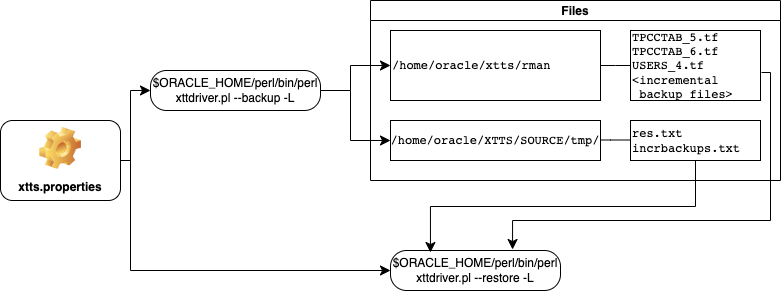 Files
$ORACLE_HOME/perl/bin/perl
xttdriver.pl --backup -L
/home/oracle/xtts/rman
TPCCTAB_5.tf
TPCCTAB_6.tf
USERS_4.tf
<incremental
backup files>
/home/oracle/XTTS/SOURCE/tmp/
res.txt
incrbackups.txt
xtts.properties
$ORACLE_HOME/perl/bin/perl
xttdriver.pl --restore -L